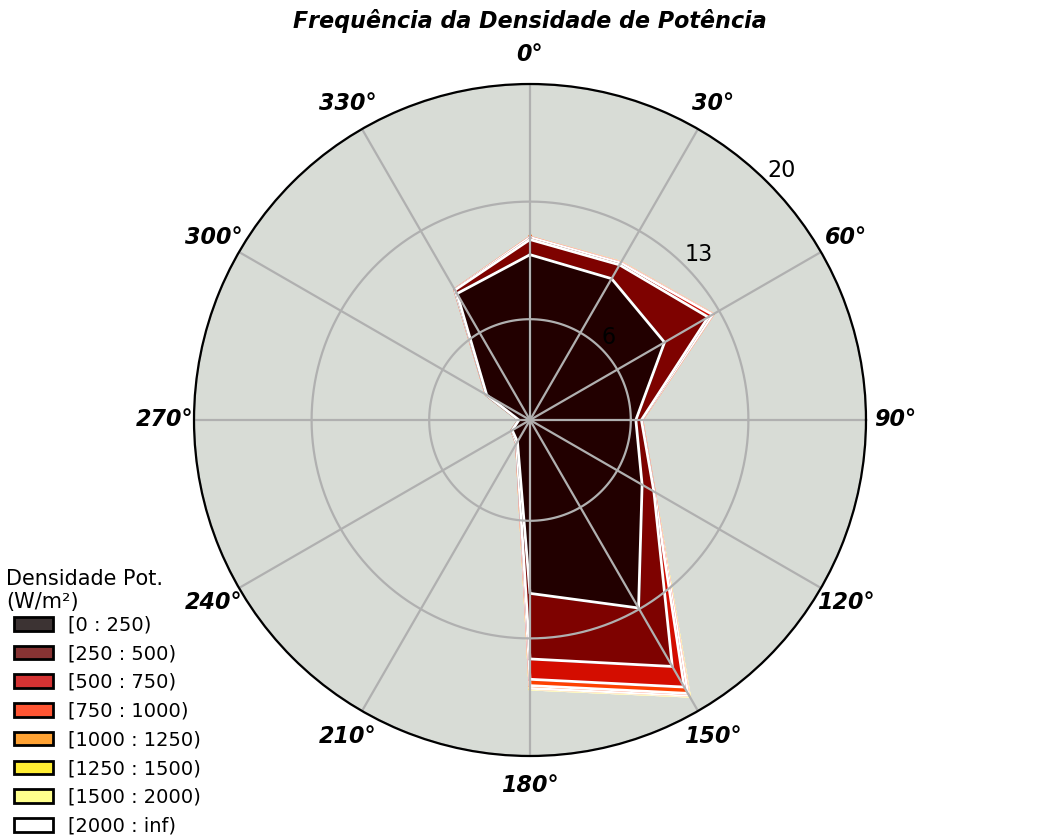 Frequência da Densidade de Potência
0°
330°
30°
20
300°
60°
13
6
270°
90°
Densidade Pot.
(W/m²)
240°
120°
[0 : 250)
[250 : 500)
[500 : 750)
[750 : 1000)
210°
150°
[1000 : 1250)
[1250 : 1500)
180°
[1500 : 2000)
[2000 : inf)